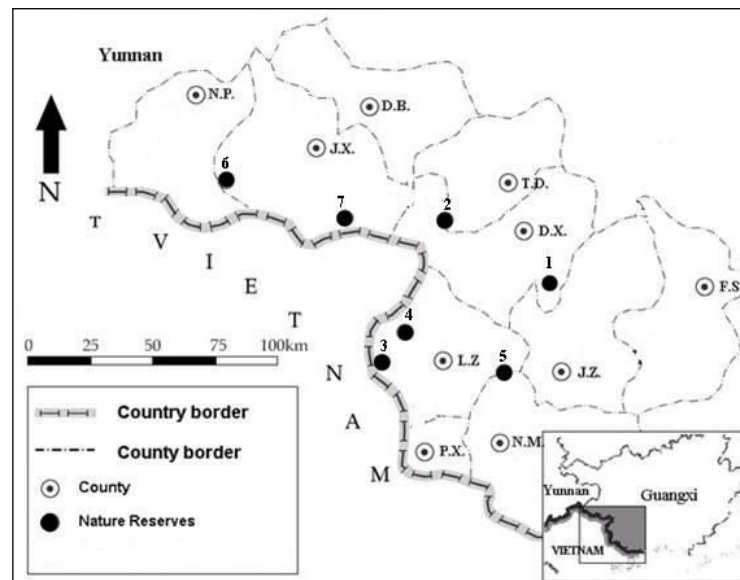 Yunnan
N.P.
D.B.
J.X.
6
T.D.
N
7
2
D.X.
T
V
I
E
T
N
A
M
1
F.S
4
3
L.Z
5
J.Z.
P.X.
N.M.
0 25 50 75 100km
Country border
County border
County
Nature Reserves
Yunnan
Guangxi
VIETNAM